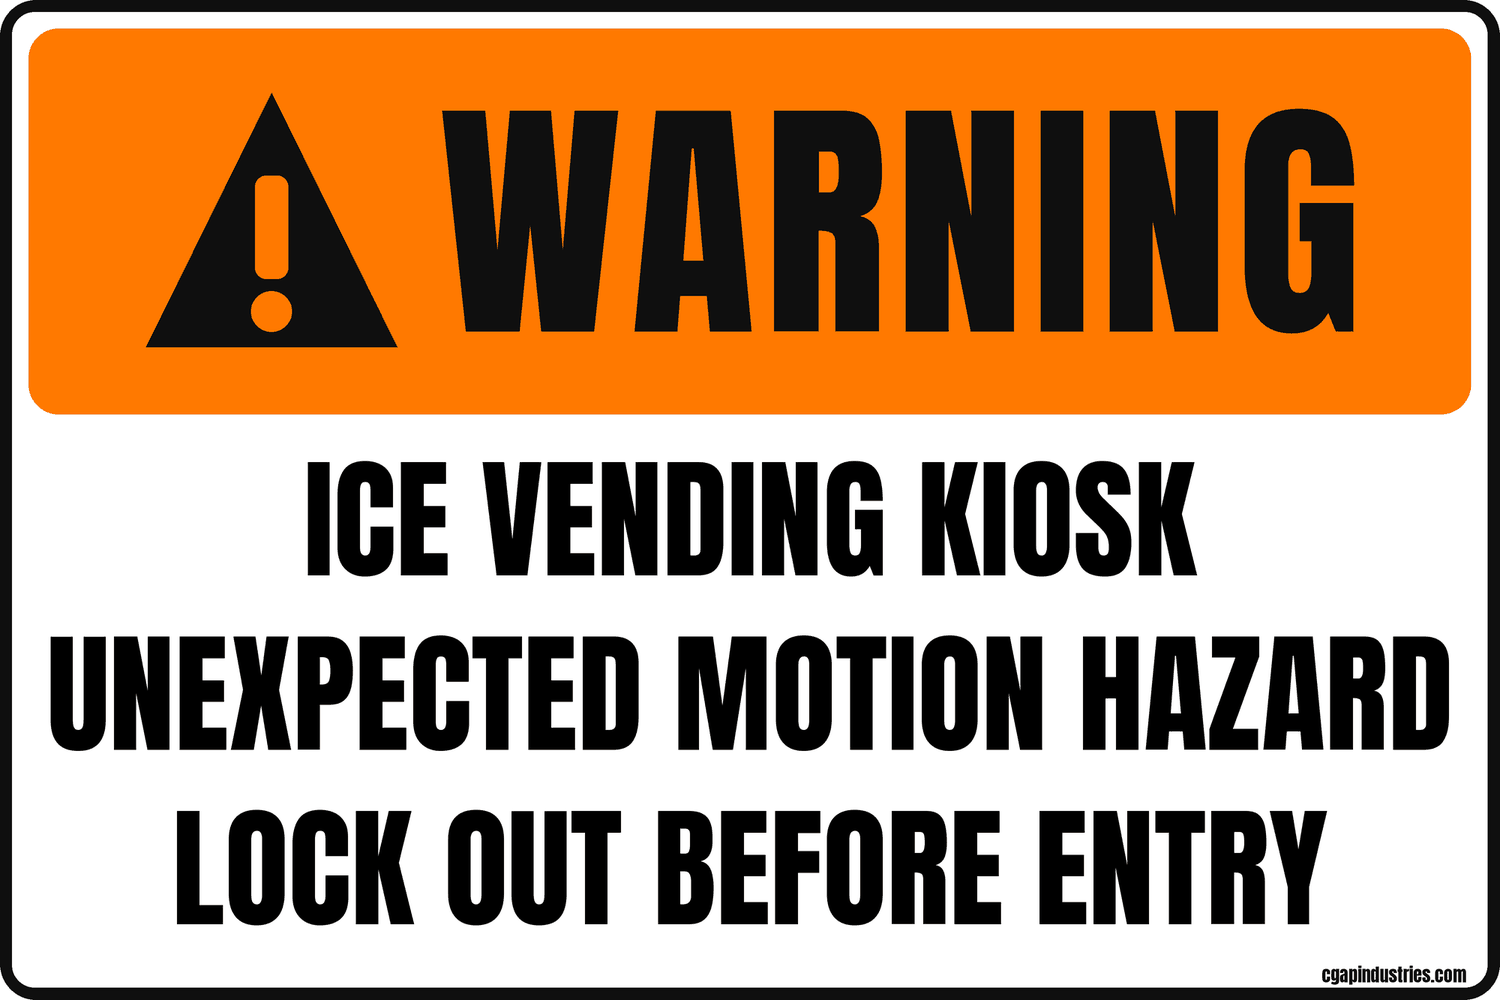 WARNING
ICE VENDING KIOSK
UNEXPECTED MOTION HAZARD
LOCK OUT BEFORE ENTRY
cgapindustries.com